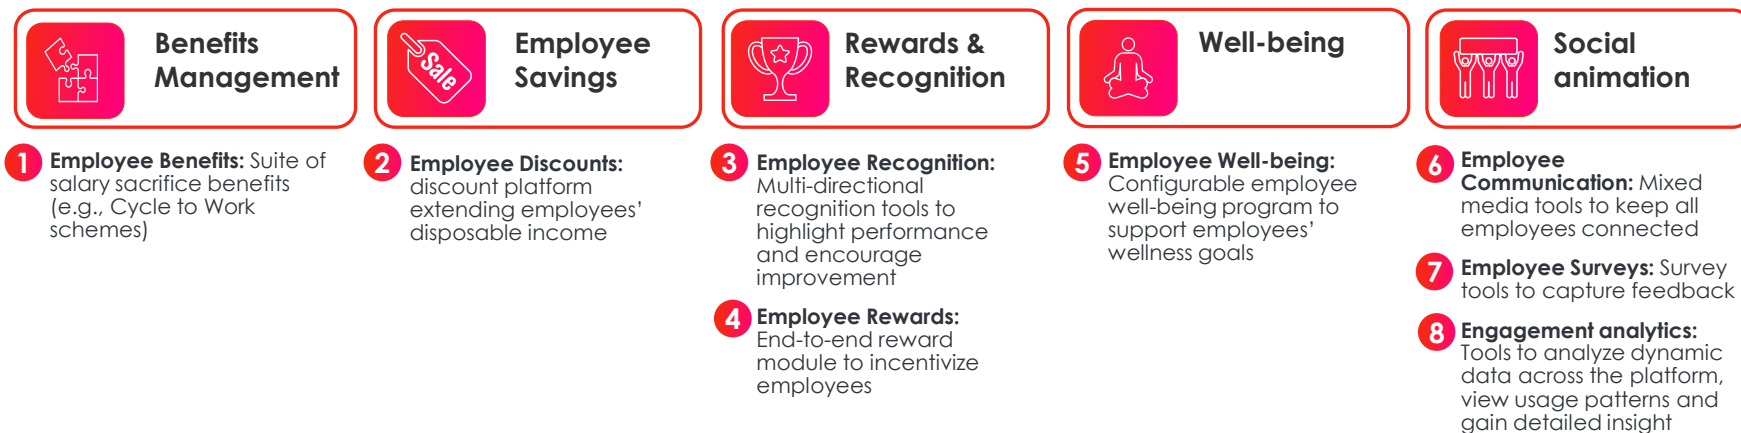 Benefits
Management
1
Employee Benefits: Suite of
salary sacrifice benefits
(e.g., Cycle to Work
schemes)
Sale
Employee
Savings
2
Employee Discounts:
discount platform
extending employees’
disposable income
Rewards &
Recognition
3
Employee Recognition:
Multi-directional
recognition tools to
highlight performance
and encourage
improvement
4
Employee Rewards:
End-to-end reward
module to incentivize
employees
Well-being
5
Employee Well-being:
Configurable employee
well-being program to
support employees’
wellness goals
Social
animation
6
Employee
Communication: Mixed
media tools to keep all
employees connected
7
Employee Surveys: Survey
tools to capture feedback
8
Engagement analytics:
Tools to analyze dynamic
data across the platform,
view usage patterns and
gain detailed insight